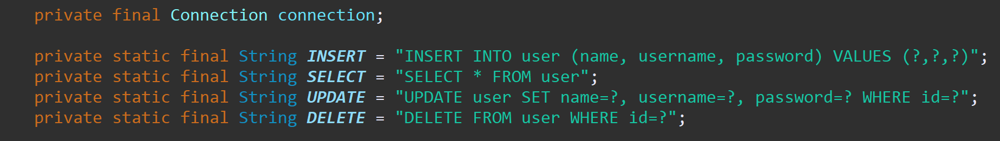 private final Connection connection;
private static final String INSERT = "INSERT INTO user (name, username, password) VALUES (?,?,?)";
private static final String SELECT = "SELECT * FROM user";
private static final String UPDATE = "UPDATE user SET name=?, username=?, password=? WHERE id=?";
private static final String DELETE = "DELETE FROM user WHERE id=?";